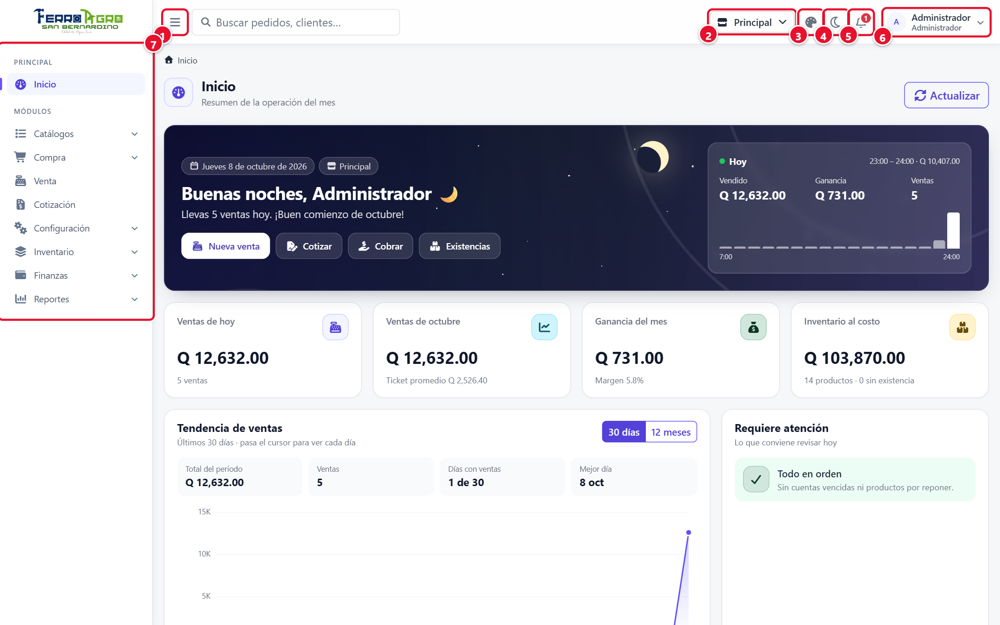 FERRO AGRO
SAN BERNARDINO
Buscar pedidos, clientes...
Principal
1
A
Administrador
Administrador
1
2
3
4
5
6
7
PRINCIPAL
Inicio
MÓDULOS
Catálogos
Compra
Venta
Cotización
Configuración
Inventario
Finanzas
Reportes
Inicio
Inicio
Resumen de la operación del mes
Actualizar
Jueves 8 de octubre de 2026
Principal
Buenas noches, Administrador
Llevas 5 ventas hoy. ¡Buen comienzo de octubre!
Nueva venta
Cotizar
Cobrar
Existencias
Hoy
23:00 – 24:00 · Q 10,407.00
Vendido
Ganancia
Ventas
Q 12,632.00
Q 731.00
5
7:00
24:00
Ventas de hoy
Q 12,632.00
5 ventas
Ventas de octubre
Q 12,632.00
Ticket promedio Q 2,526.40
Ganancia del mes
Q 731.00
Margen 5.8%
Inventario al costo
Q 103,870.00
14 productos · 0 sin existencia
Tendencia de ventas
Últimos 30 días · pasa el cursor para ver cada día
30 días
12 meses
Total del periodo
Q 12,632.00
Ventas
5
Días con ventas
1 de 30
Mejor día
8 oct
15K
10K
5K
Requiere atención
Lo que conviene revisar hoy
Todo en orden
Sin cuentas vencidas ni productos por reponer.